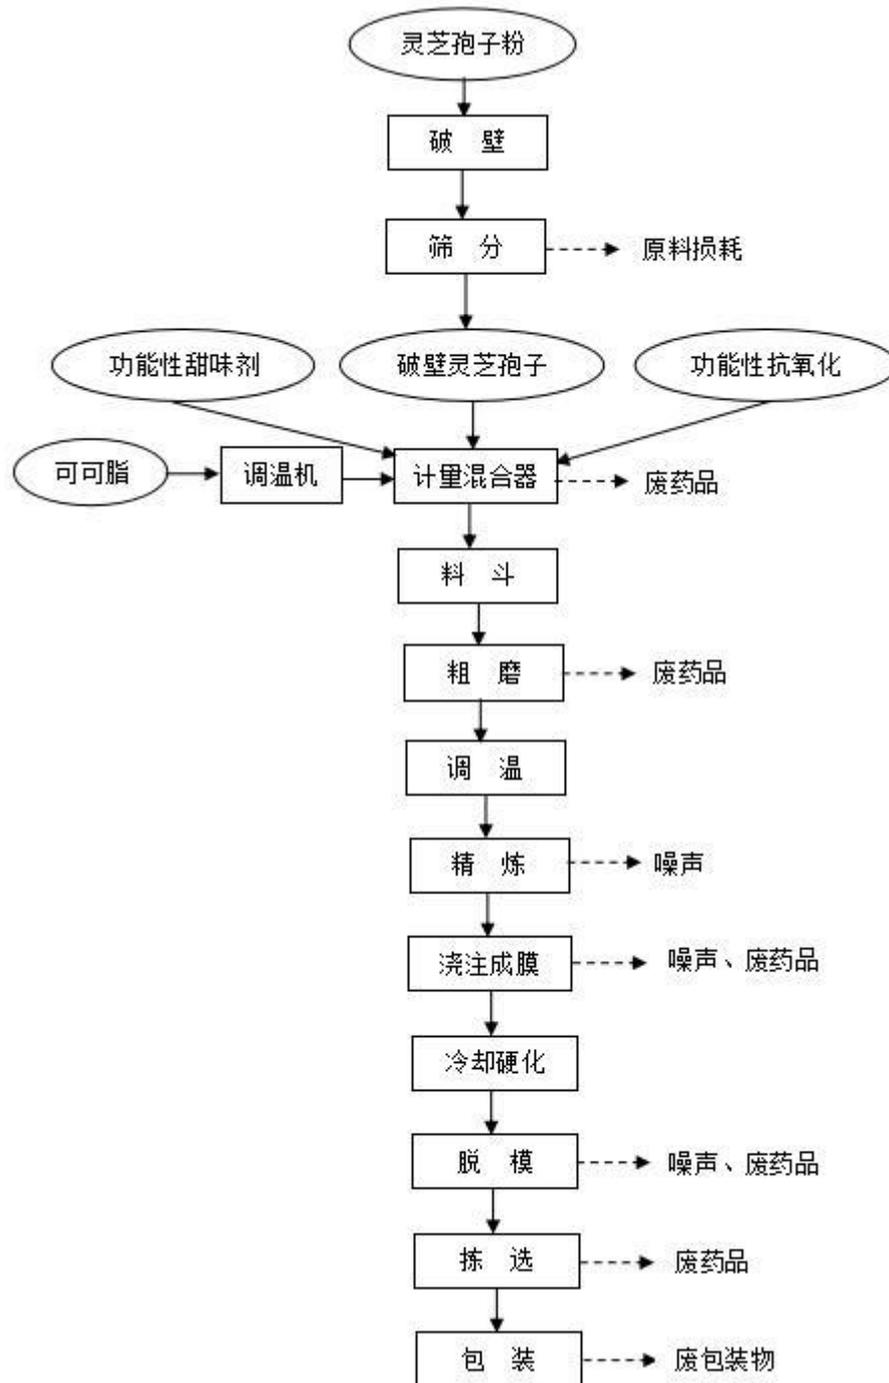 灵芝孢子粉
破 壁
筛 分
原料损耗
功能性甜味剂
破壁灵芝孢子
功能性抗氧化
可可脂
调温机
计量混合器
废药品
料 斗
粗 磨
废药品
调 温
精 炼
噪声
浇注成膜
噪声、废药品
冷却硬化
脱 模
噪声、废药品
拣 选
废药品
包 装
废包装物